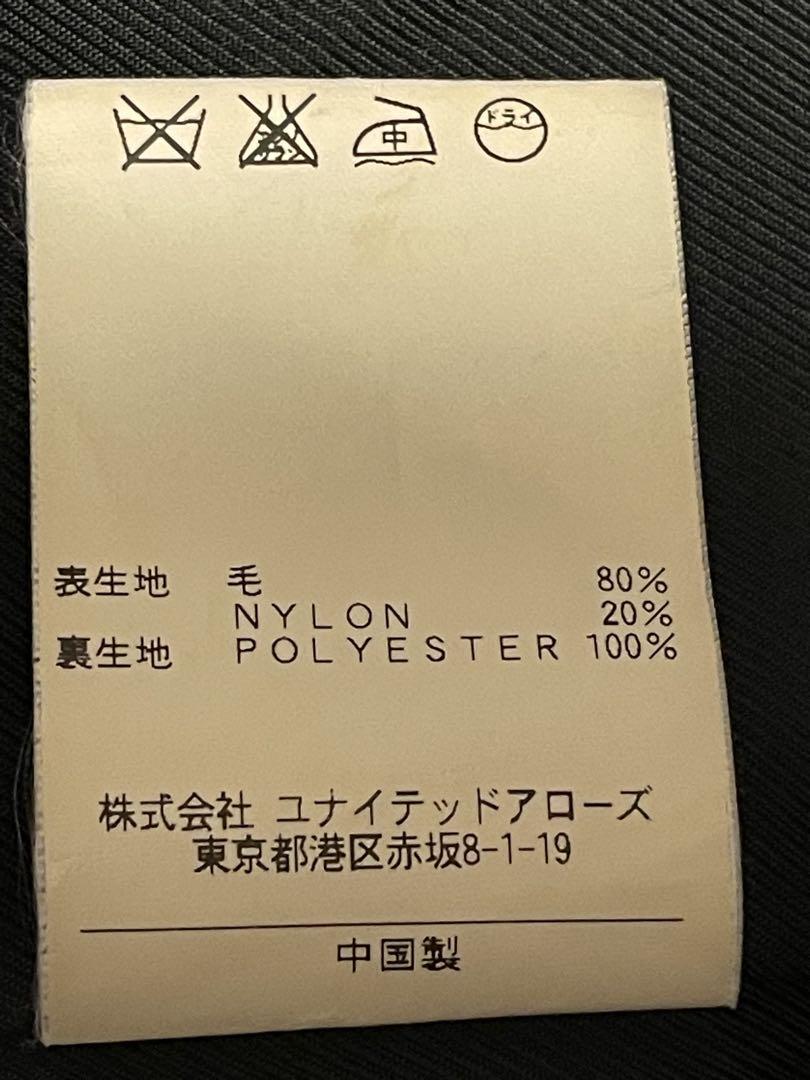 中 ドライ
表生地 毛 80%
NYLON 20%
裏生地 POLYESTER 100%
株式会社 ユナイテッドアローズ
東京都港区赤坂8-1-19
中国製